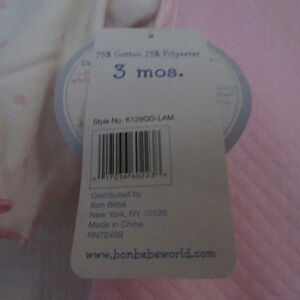 75% Cotton 25% Polyester
3 mos.
Style No: K129GG-LAM
Distributed by
Bon Bébé
New York, NY 10120
Made in China
RN72409
www.bonbebeworld.com